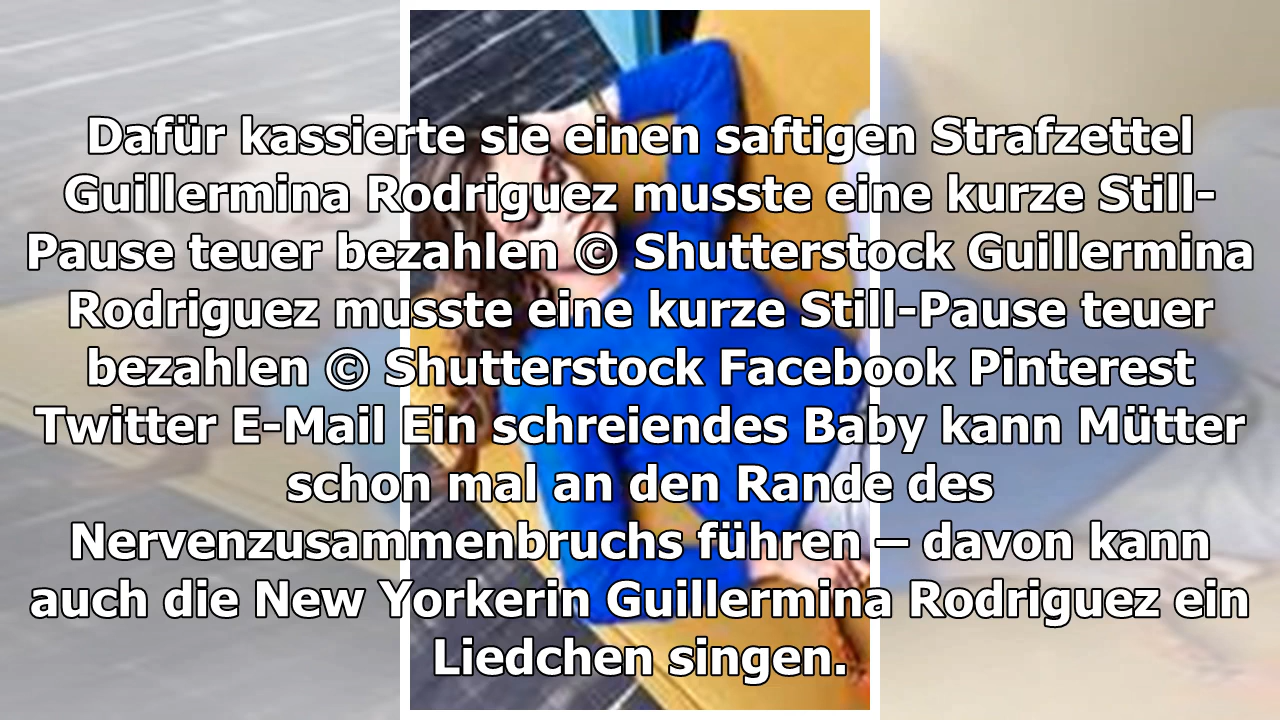 Dafür kassierte sie einen saftigen Strafzettel
Guillermina Rodriguez musste eine kurze Still-
Pause teuer bezahlen © Shutterstock Guillermina
Rodriguez musste eine kurze Still-Pause teuer
bezahlen © Shutterstock Facebook Pinterest
Twitter E-Mail Ein schreiendes Baby kann Mütter
schon mal an den Rande des
Nervenzusammenbruchs führen – davon kann
auch die New Yorkerin Guillermina Rodriguez ein
Liedchen singen.